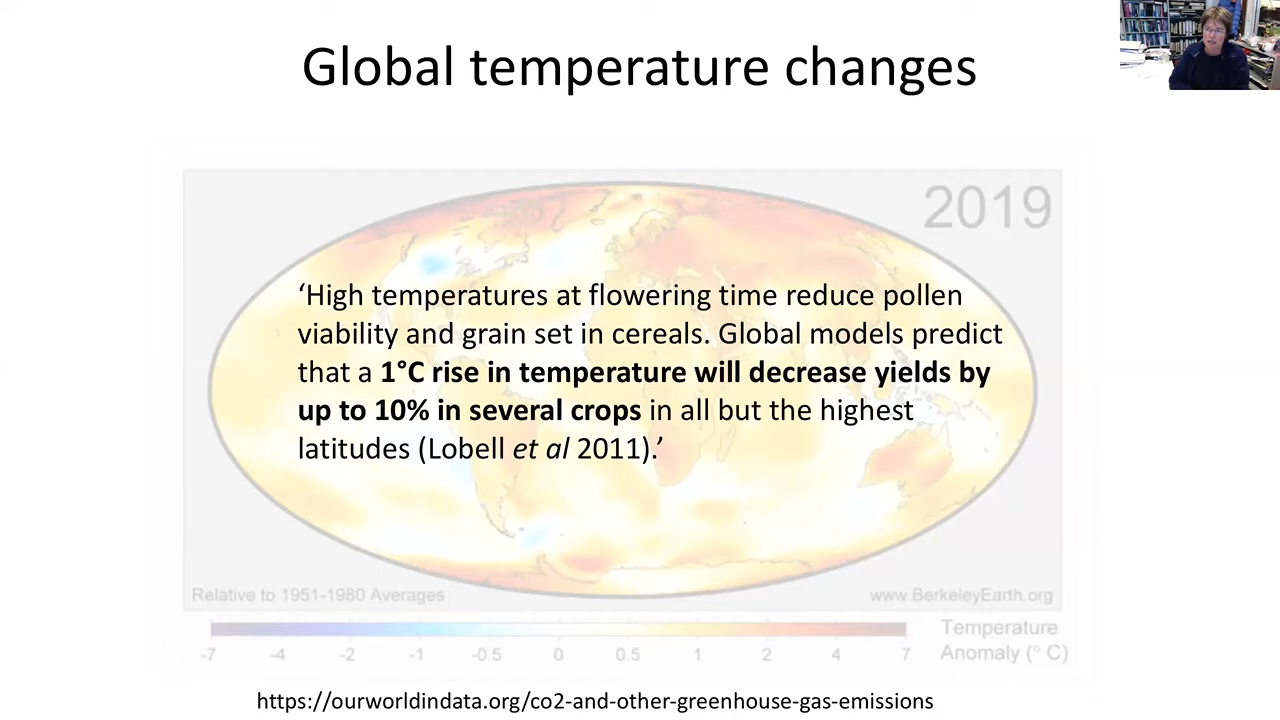 Global temperature changes
2019
‘High temperatures at flowering time reduce pollen
viability and grain set in cereals. Global models predict
that a 1°C rise in temperature will decrease yields by
up to 10% in several crops in all but the highest
latitudes (Lobell et al 2011).’
Relative to 1951-1980 Averages
www.BerkeleyEarth.org
-7 -4 -2 -1 -0.5 0 0.5 1 2 4 7
Temperature
Anomaly (° C)
https://ourworldindata.org/co2-and-other-greenhouse-gas-emissions